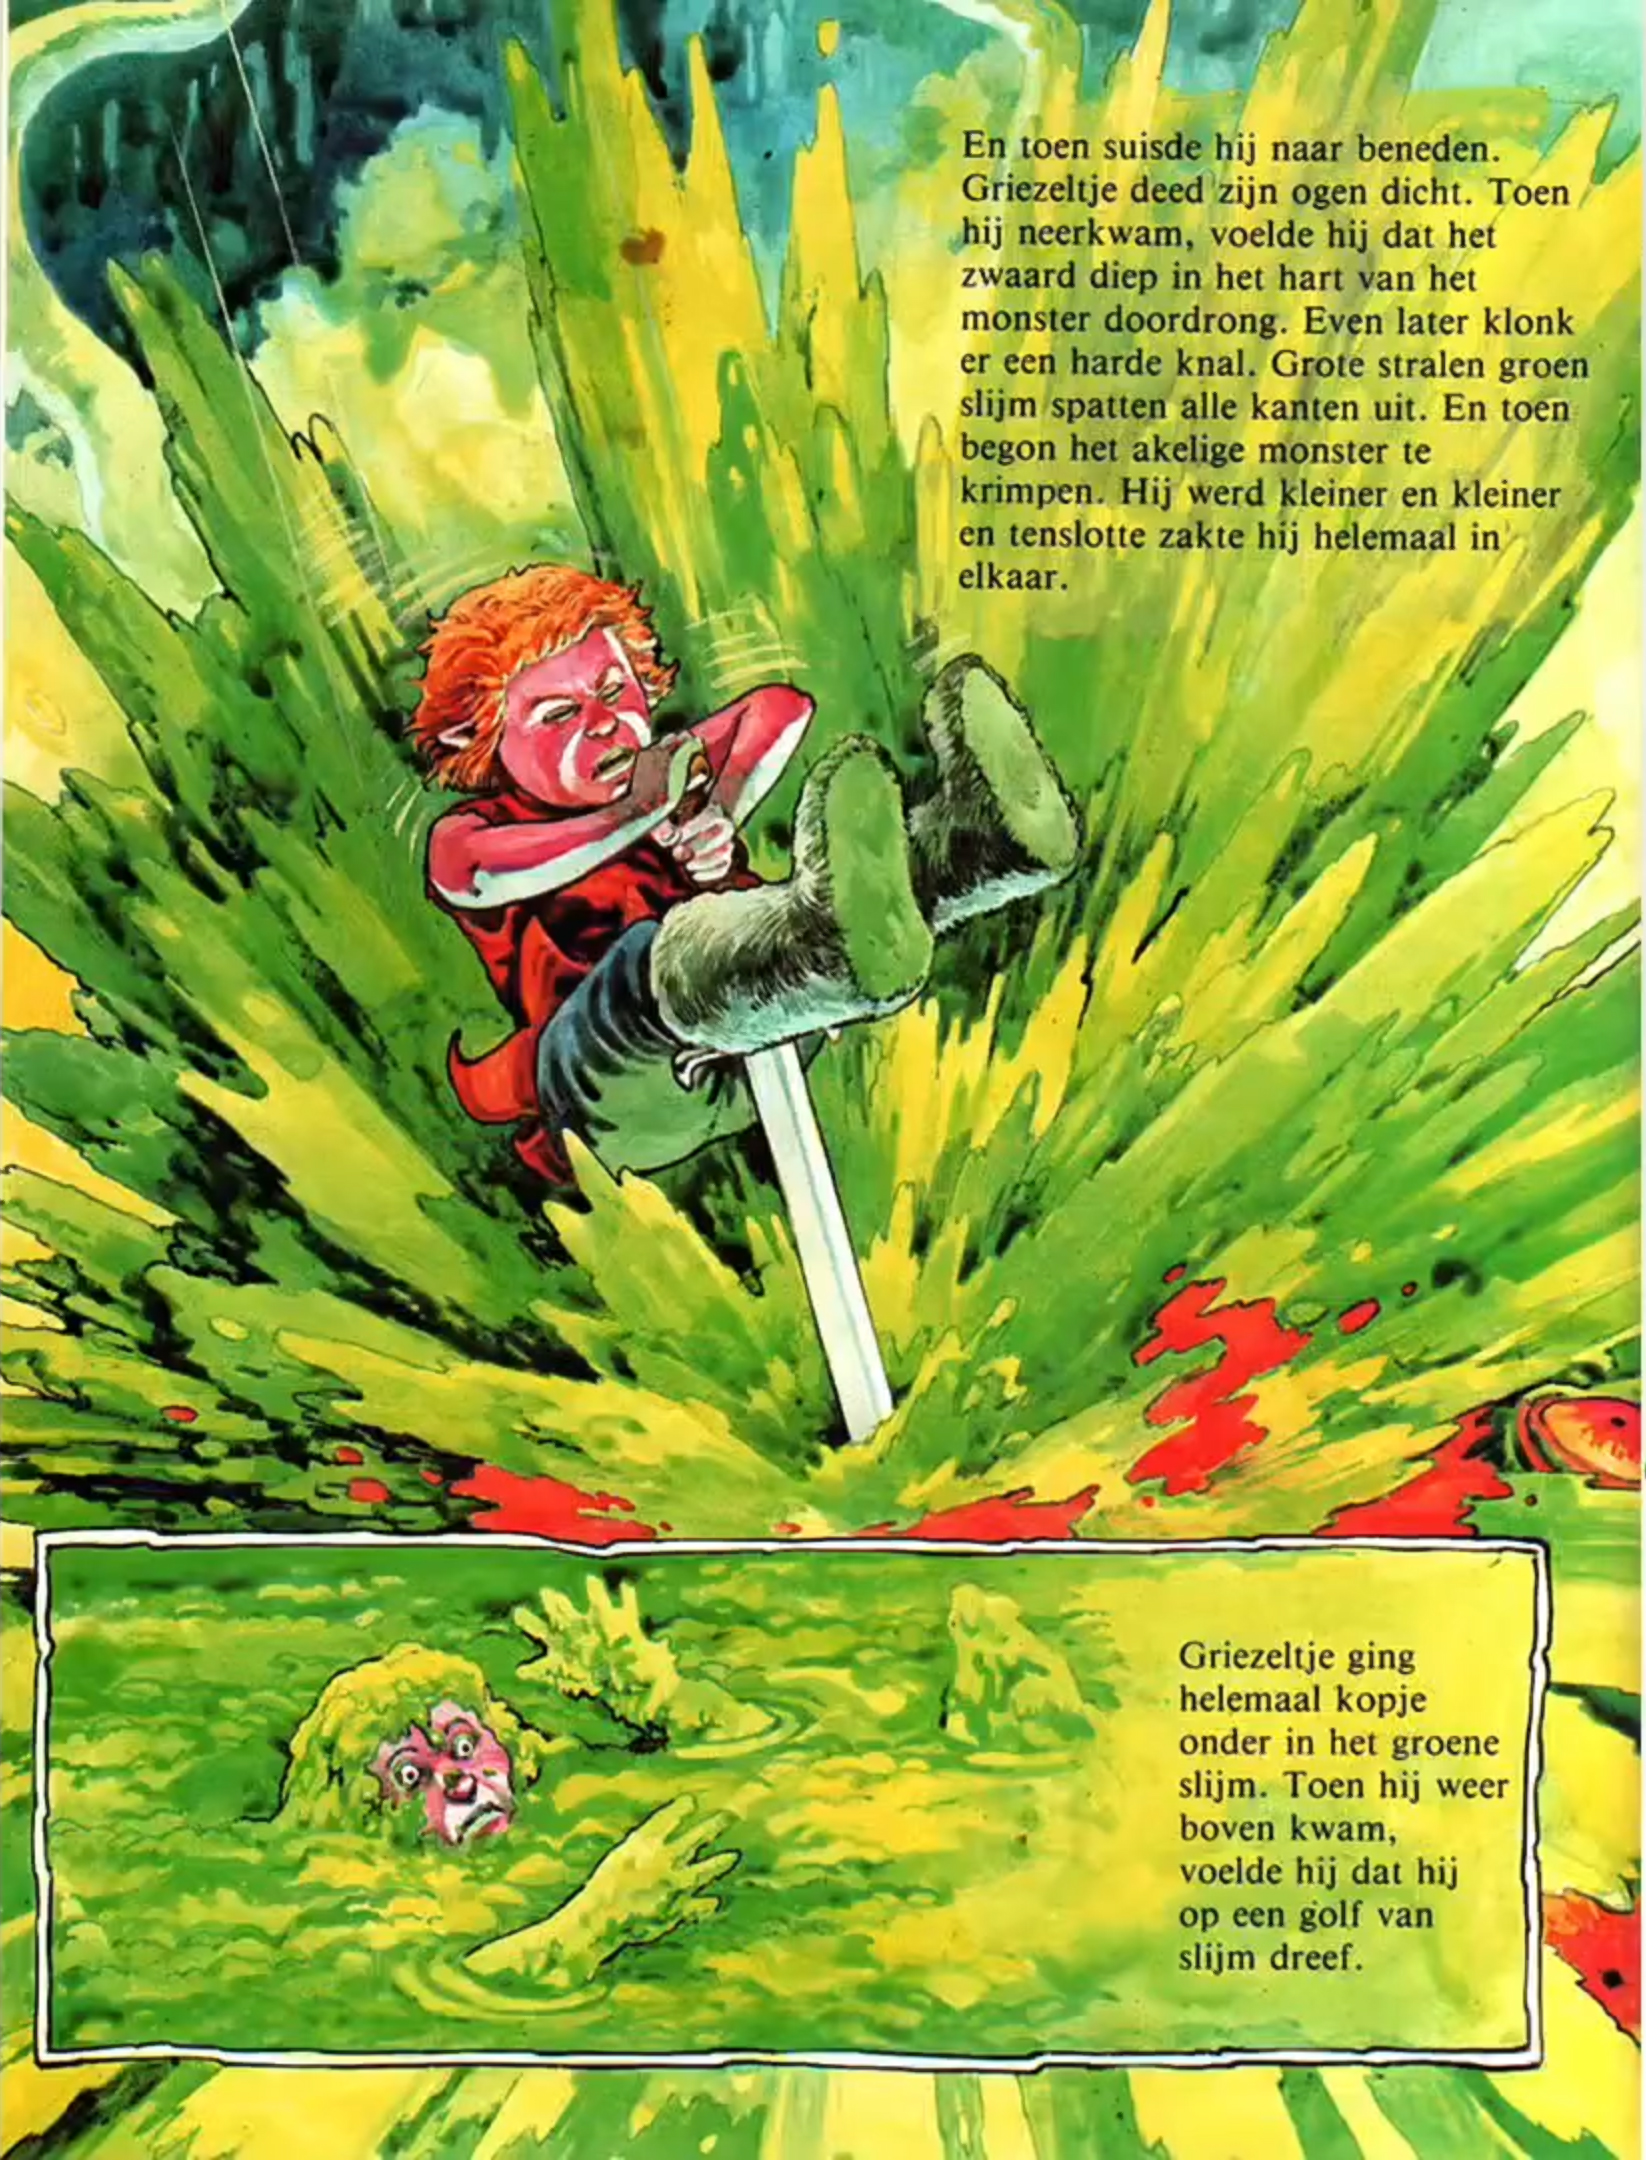 En toen suisde hij naar beneden.
Griezeltje deed zijn ogen dicht. Toen
hij neerkwam, voelde hij dat het
zwaard diep in het hart van het
monster doordrong. Even later klonk
er een harde knal. Grote stralen groen
slijm spatten alle kanten uit. En toen
begon het akelige monster te
krimpen. Hij werd kleiner en kleiner
en tenslotte zakte hij helemaal in
elkaar.
Griezeltje ging
helemaal kopje
onder in het groene
slijm. Toen hij weer
boven kwam,
voelde hij dat hij
op een golf van
slijm dreef.